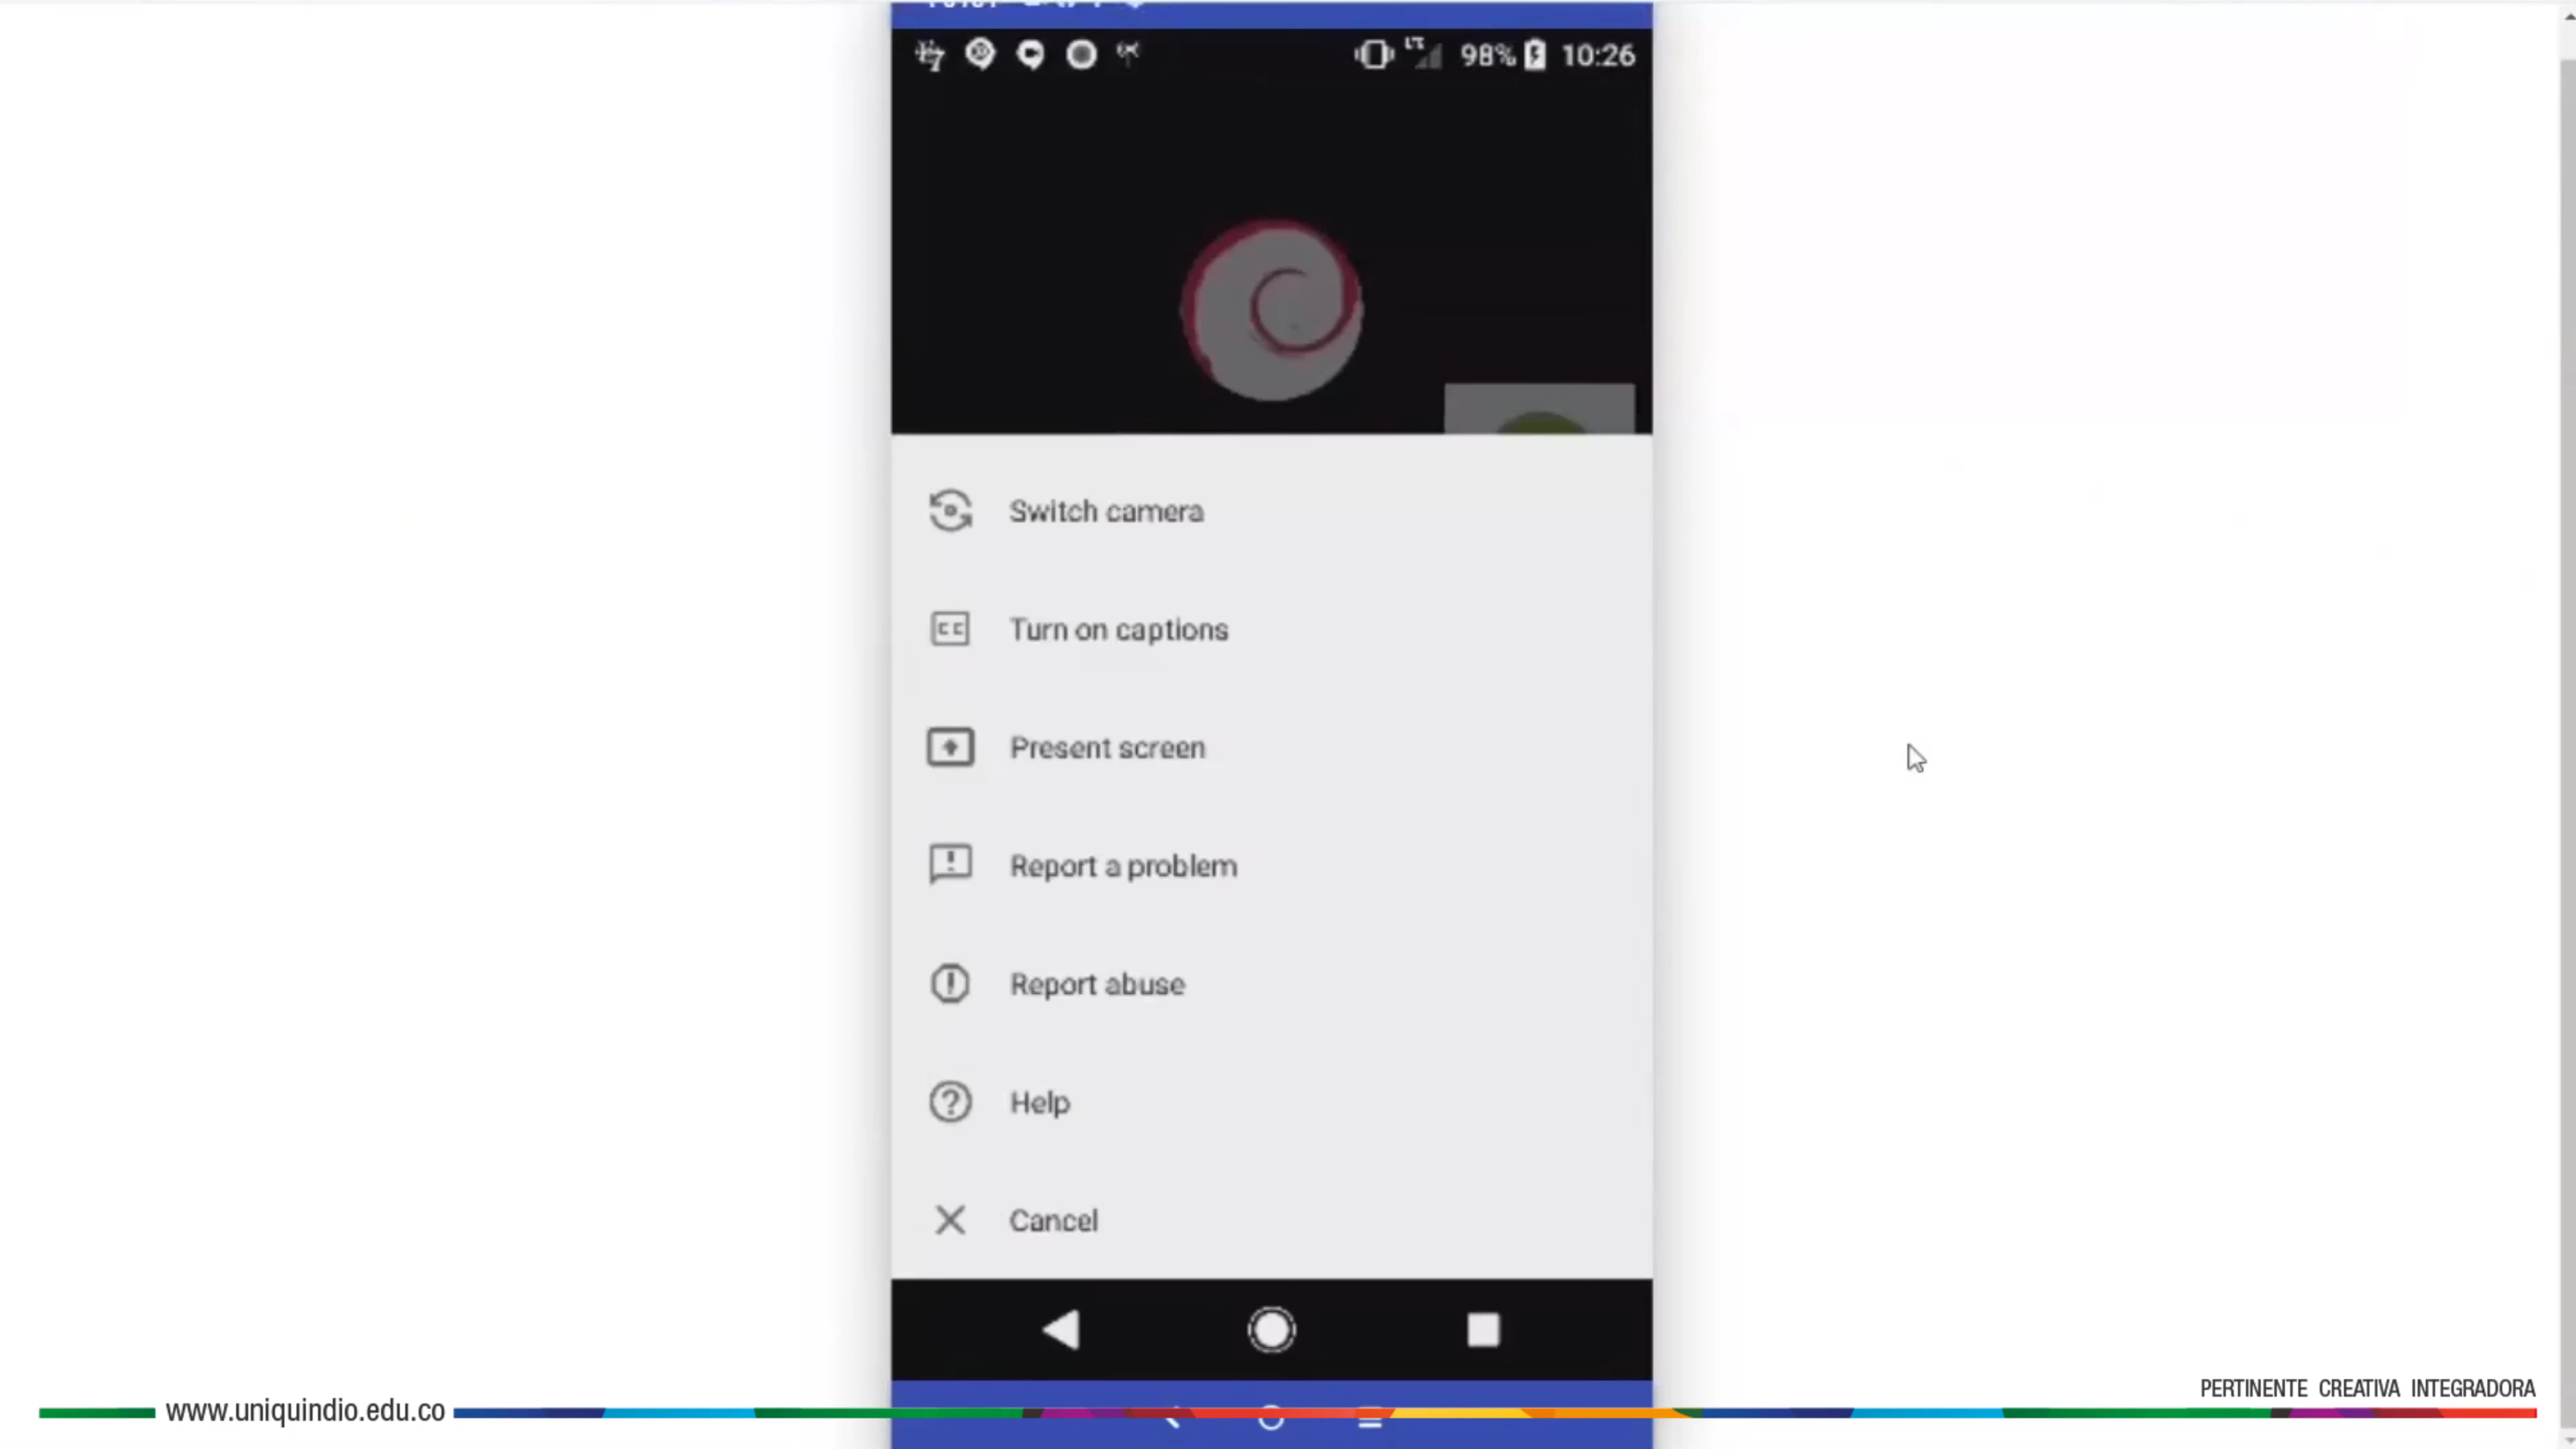 98% 10:26
Switch camera
Turn on captions
Present screen
Report a problem
Report abuse
Help
Cancel
PERTINENTE CREATIVA INTEGRADORA
www.uniquindio.edu.co